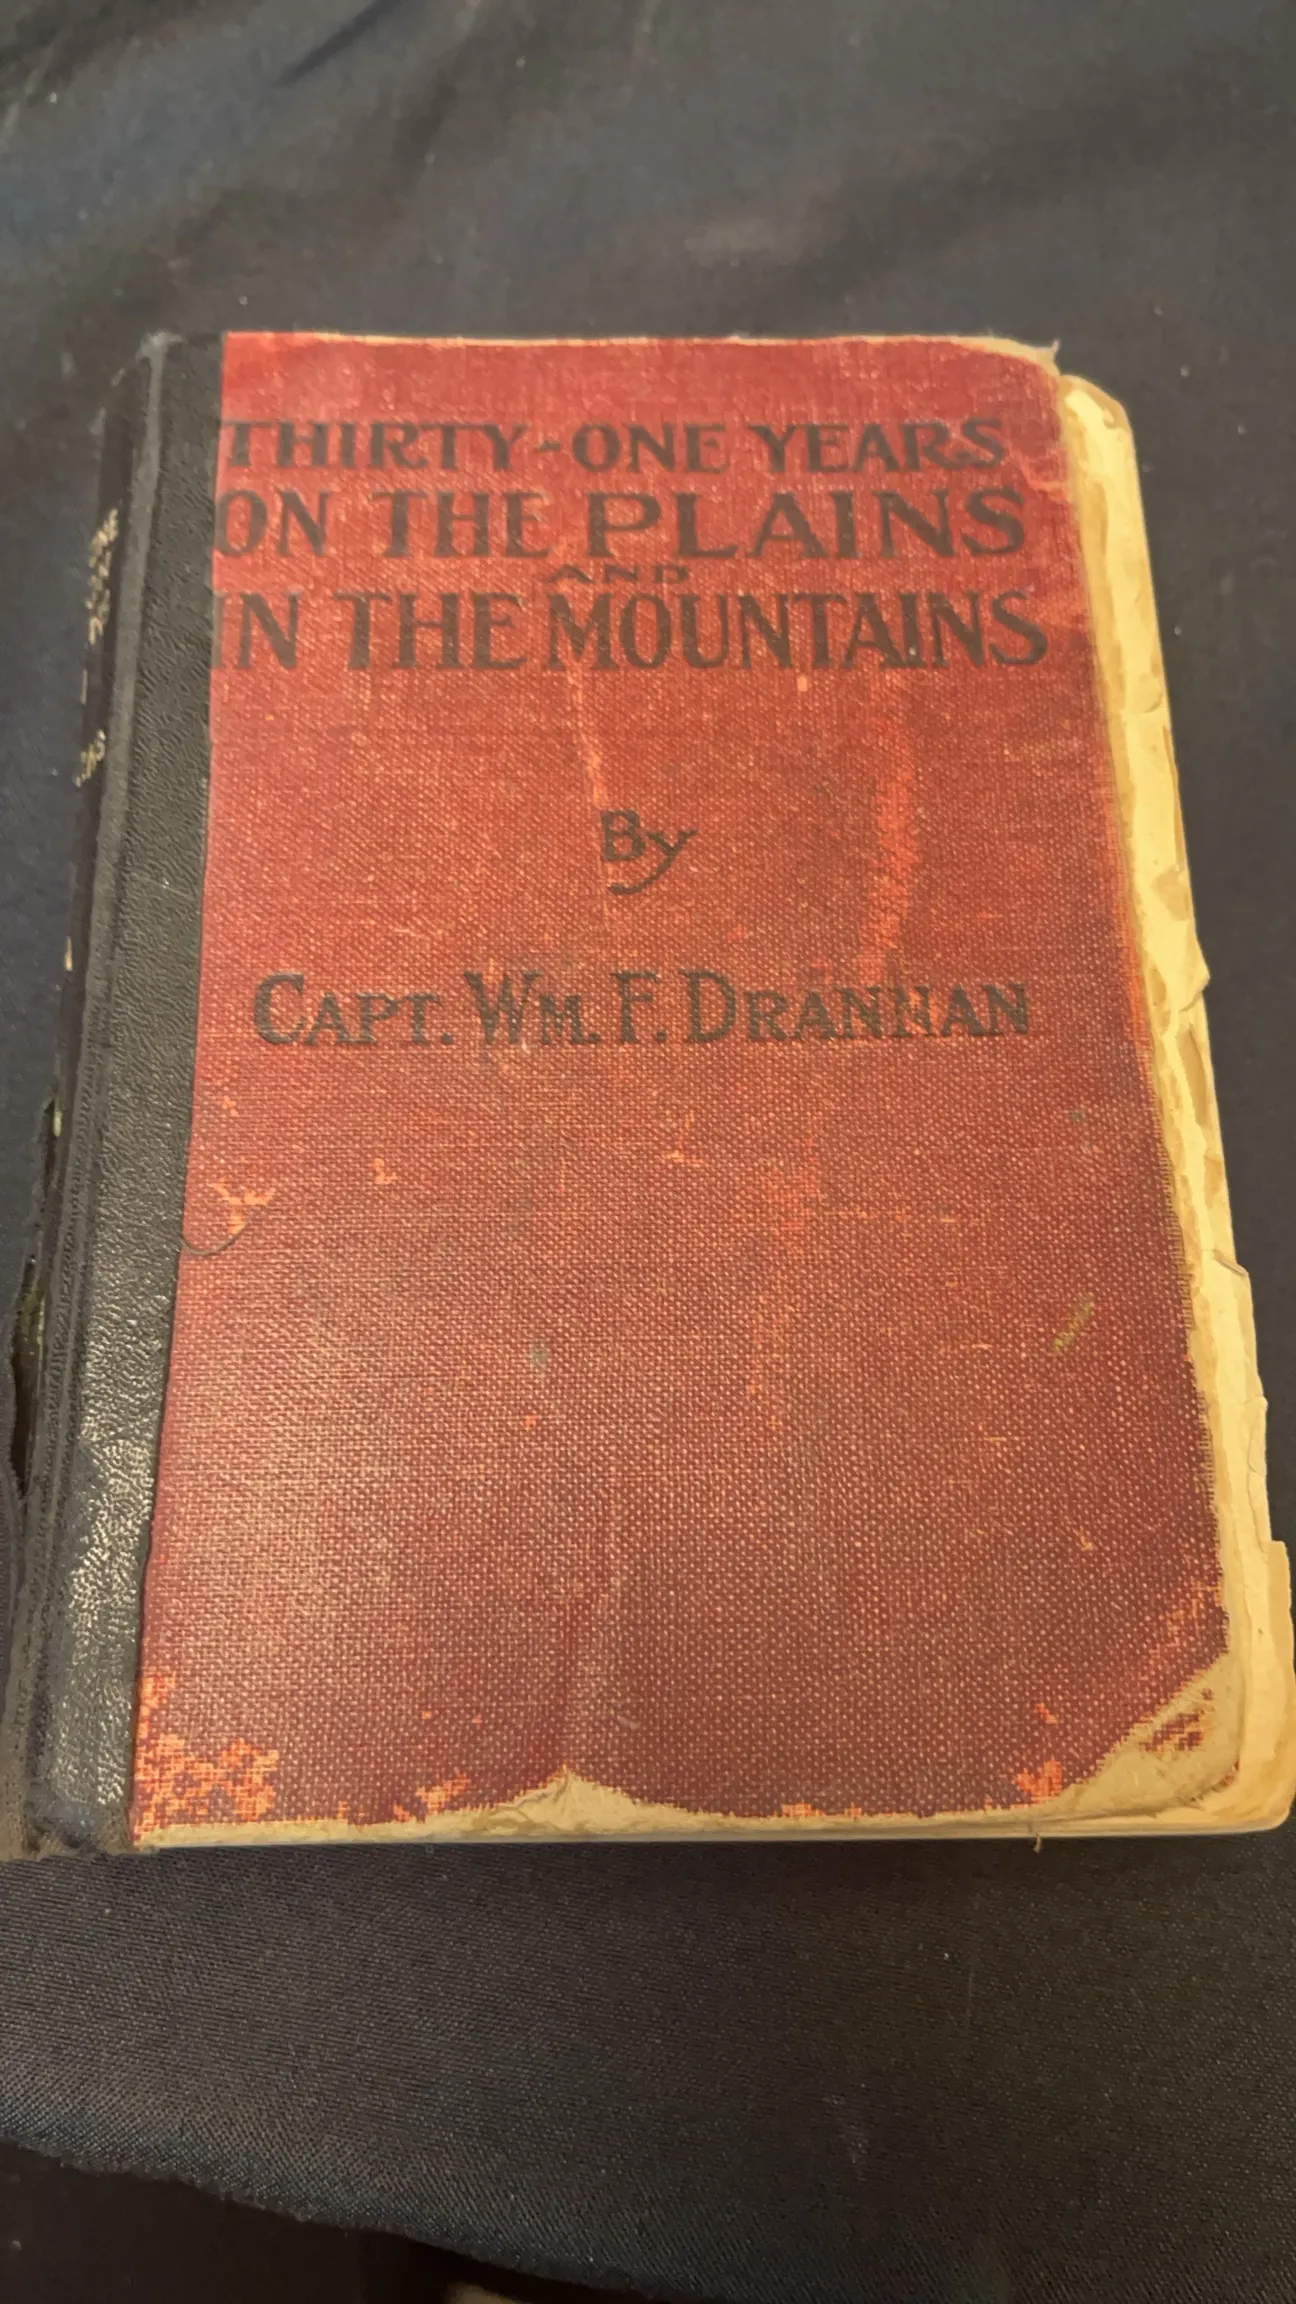 THIRTY-ONE YEARS
ON THE PLAINS
AND
IN THE MOUNTAINS
By
CAPT. WM. F. DRANNAN